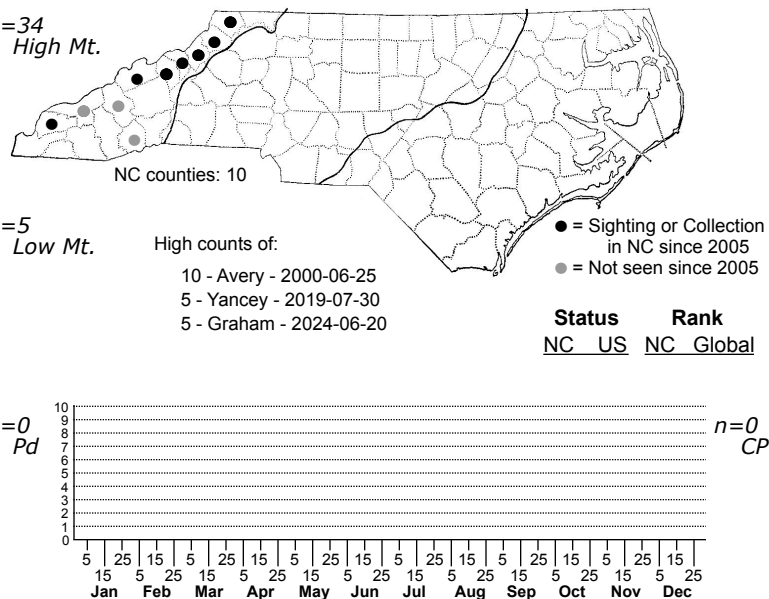 =34
High Mt.
NC counties: 10
=5
Low Mt.
High counts of:
10 - Avery - 2000-06-25
5 - Yancey - 2019-07-30
5 - Graham - 2024-06-20
= Sighting or Collection
in NC since 2005
= Not seen since 2005
Status Rank
NC US NC Global
=0
Pd
n=0
CP
10
9
8
7
6
5
4
3
2
1
0
5 25 15 5 25 15 5 25 15 5 25 15 5 25 15 5 25 15
15 5 25 15 5 25 15 5 25 15 5 25 15 5 25 15 5 25
Jan Feb Mar Apr May Jun Jul Aug Sep Oct Nov Dec